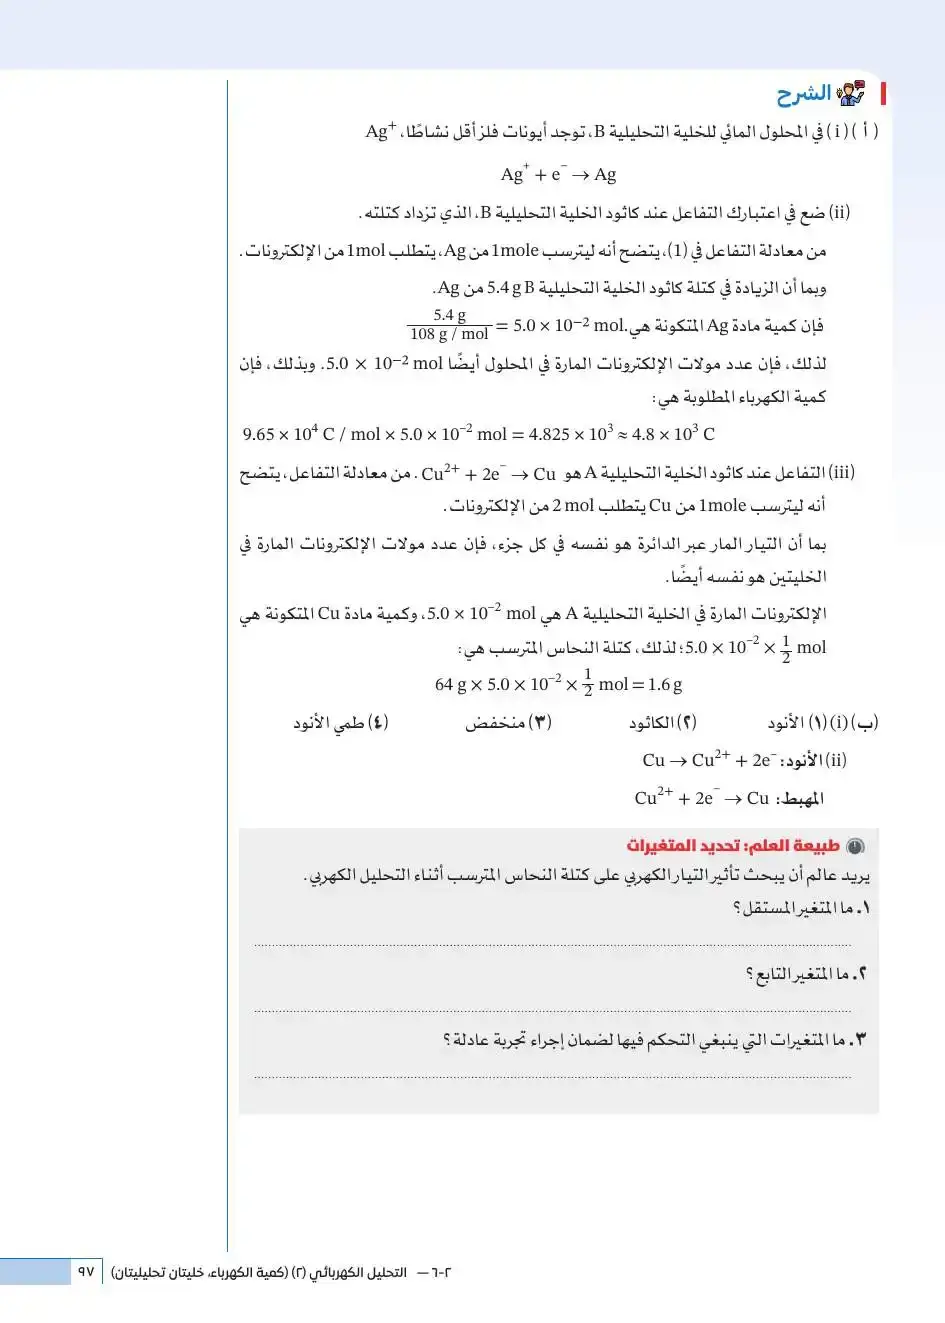 الشرح
( أ ) ( i ) في المحلول المائي للخلية التحليلية B، توجد أيونات فلز أقل نشاطًا، Ag⁺
Ag⁺ + e⁻ → Ag
(ii) ضع في اعتبارك التفاعل عند كاثود الخلية التحليلية B، الذي تزداد كتلته.
من معادلة التفاعل في (1)، يتضح أنه ليترسب 1mole من Ag، يتطلب 1mol من الإلكترونات.
وبما أن الزيادة في كتلة كاثود الخلية التحليلية 5.4 g B من Ag.
فإن كمية مادة Ag المتكونة هي. 5.4 g / 108 g / mol = 5.0 × 10⁻² mol
لذلك، فإن عدد مولات الإلكترونات المارة في المحلول أيضًا 5.0 × 10⁻² mol. وبذلك، فإن
كمية الكهرباء المطلوبة هي:
9.65 × 10⁴ C / mol × 5.0 × 10⁻² mol = 4.825 × 10³ ≈ 4.8 × 10³ C
(iii) التفاعل عند كاثود الخلية التحليلية A هو Cu²⁺ + 2e⁻ → Cu . من معادلة التفاعل، يتضح
أنه ليترسب 1mole من Cu يتطلب 2 mol من الإلكترونات.
بما أن التيار المار عبر الدائرة هو نفسه في كل جزء، فإن عدد مولات الإلكترونات المارة في
الخليتين هو نفسه أيضًا.
الإلكترونات المارة في الخلية التحليلية A هي 5.0 × 10⁻² mol، وكمية مادة Cu المتكونة هي
5.0 × 10⁻² × 1/2 mol؛ لذلك، كتلة النحاس المترسب هي:
64 g × 5.0 × 10⁻² × 1/2 mol = 1.6 g
(ب) (i) (١) الأنود (٢) الكاثود (٣) منخفض (٤) طمي الأنود
(ii) الأنود: Cu → Cu²⁺ + 2e⁻
المهبط: Cu²⁺ + 2e⁻ → Cu
طبيعة العلم: تحديد المتغيرات
يريد عالم أن يبحث تأثير التيار الكهربي على كتلة النحاس المترسب أثناء التحليل الكهربي.
١. ما المتغير المستقل؟
٢. ما المتغير التابع؟
٣. ما المتغيرات التي ينبغي التحكم فيها لضمان إجراء تجربة عادلة؟
٢-٦ — التحليل الكهربائي (٢) (كمية الكهرباء، خليتان تحليليتان) ٩٧